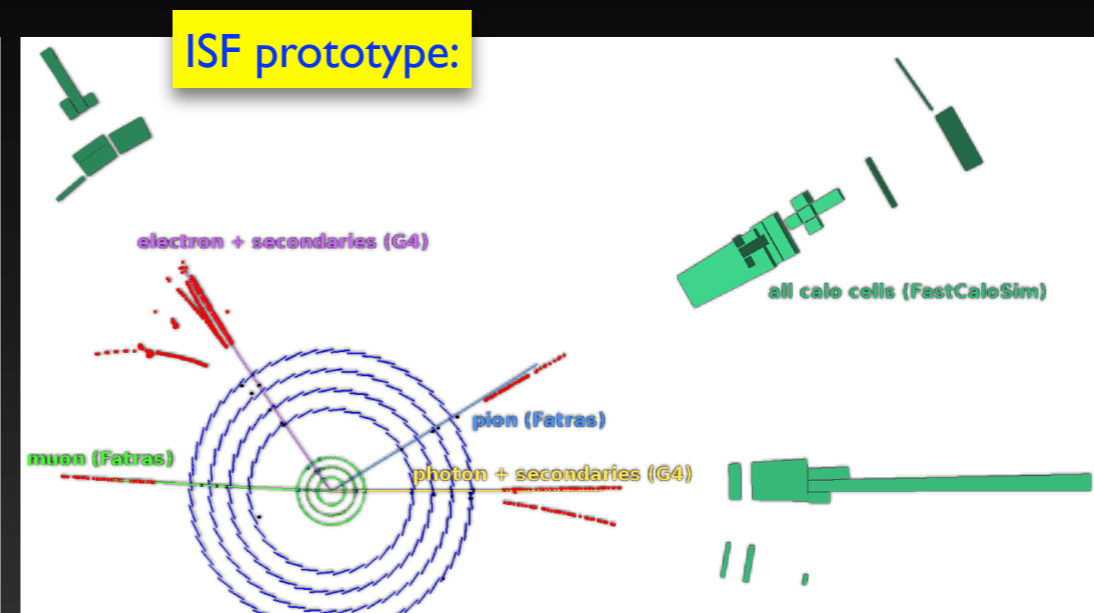 ISF prototype:
electron + secondaries (G4)
all calo cells (FastCaloSim)
pion (Fatras)
muon (Fatras)
photon + secondaries (G4)